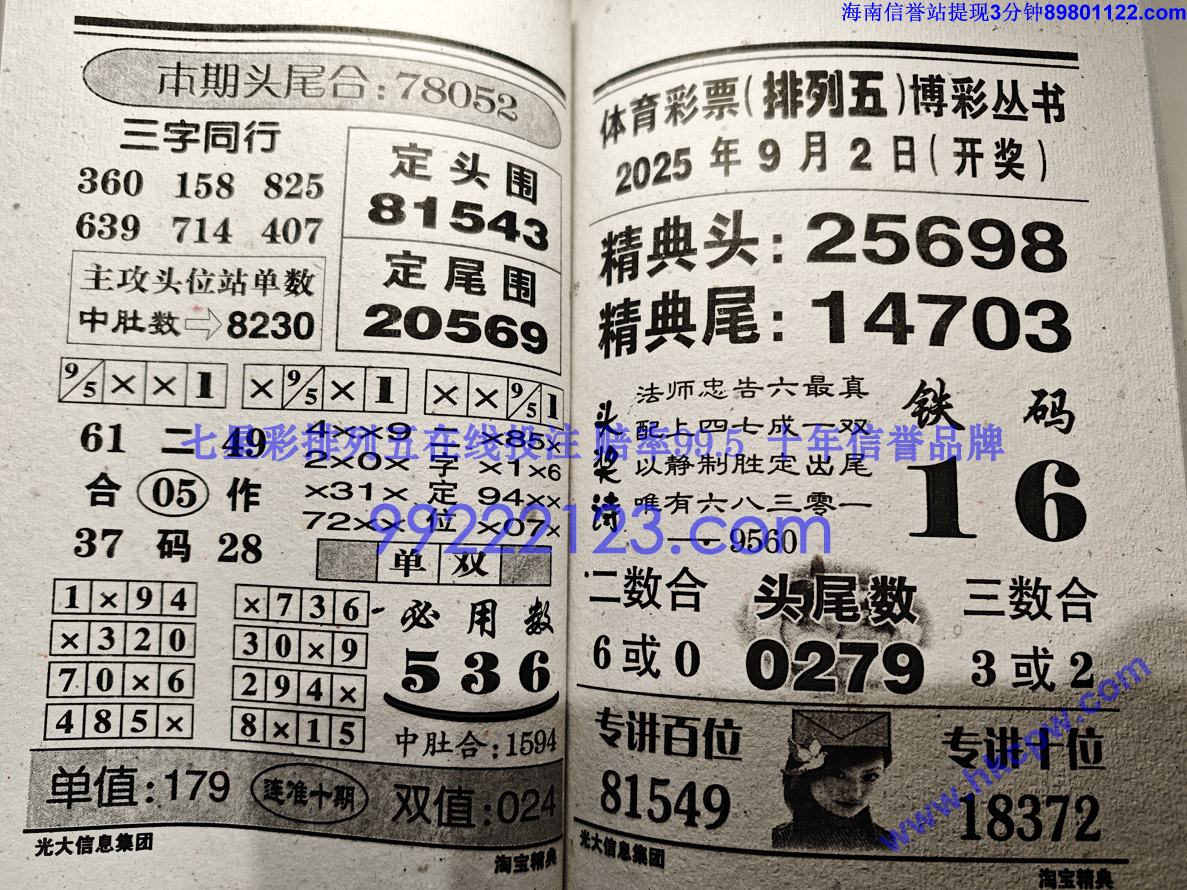 海南信誉站提现3分钟89801122.com
本期头尾合:78052
三字同行
360 158 825
639 714 407
主攻头位站单数
中肚数⇨8230
定头围
81543
定尾围
20569
9/5 × × 1
× 9/5 × 1
× × 9/5 1
61 二 49
合 05 作
37 码 28
4××9 二 ×85×
2×0× 字 ×1×6
×31× 定 94××
72×× 位 ×07×
单 双
1×94
×320
70×6
485×
×736
30×9
294×
8×15
必用数
536
中肚合:1594
单值:179
连准十期
双值:024
光大信息集团
淘宝精典
体育彩票(排列五)博彩丛书
2025年9月2日(开奖)
精典头:25698
精典尾:14703
头奖诗
法师忠告六最真
配上四七成一双
以静制胜走出尾
唯有六八三零一
——9560
铁码
16
二数合
6或0
头尾数
0279
三数合
3或2
专讲百位
81549
专讲十位
18372
光大信息集团
淘宝精典
七星彩排列五在线投注 赔率99.5 十年信誉品牌
99222123.com
www.hkcpw.com